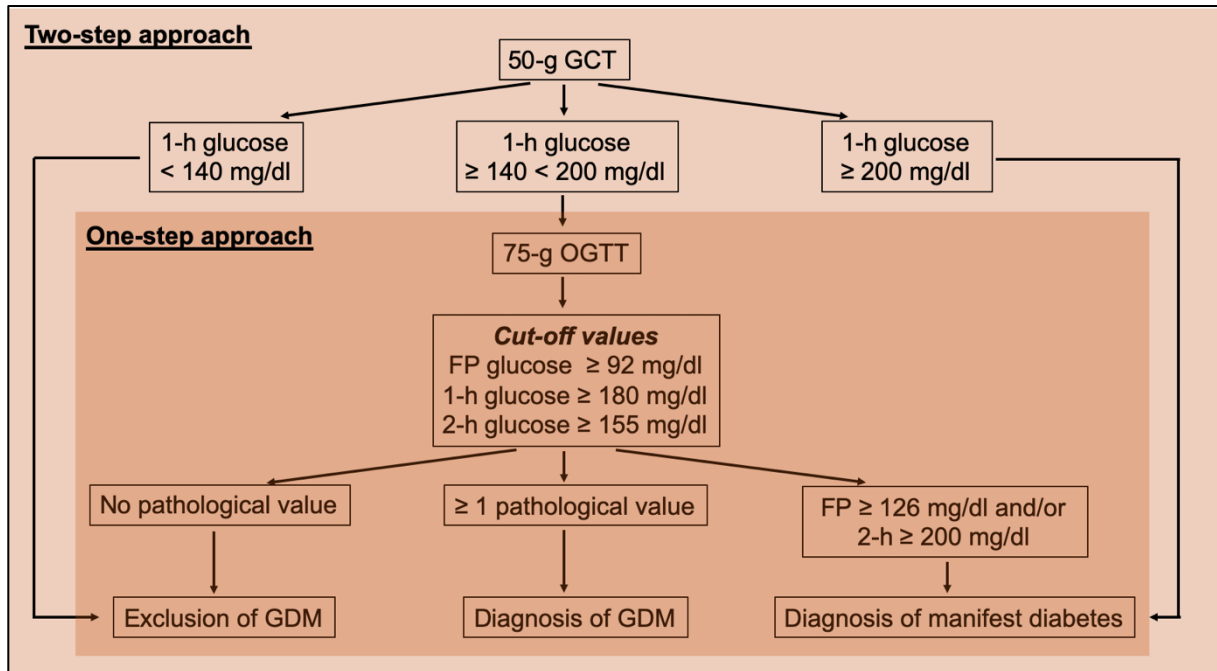 Two-step approach
50-g GCT
1-h glucose
< 140 mg/dl
1-h glucose
≥ 140 < 200 mg/dl
1-h glucose
≥ 200 mg/dl
One-step approach
75-g OGTT
Cut-off values
FP glucose ≥ 92 mg/dl
1-h glucose ≥ 180 mg/dl
2-h glucose ≥ 155 mg/dl
No pathological value
≥ 1 pathological value
FP ≥ 126 mg/dl and/or
2-h ≥ 200 mg/dl
Exclusion of GDM
Diagnosis of GDM
Diagnosis of manifest diabetes